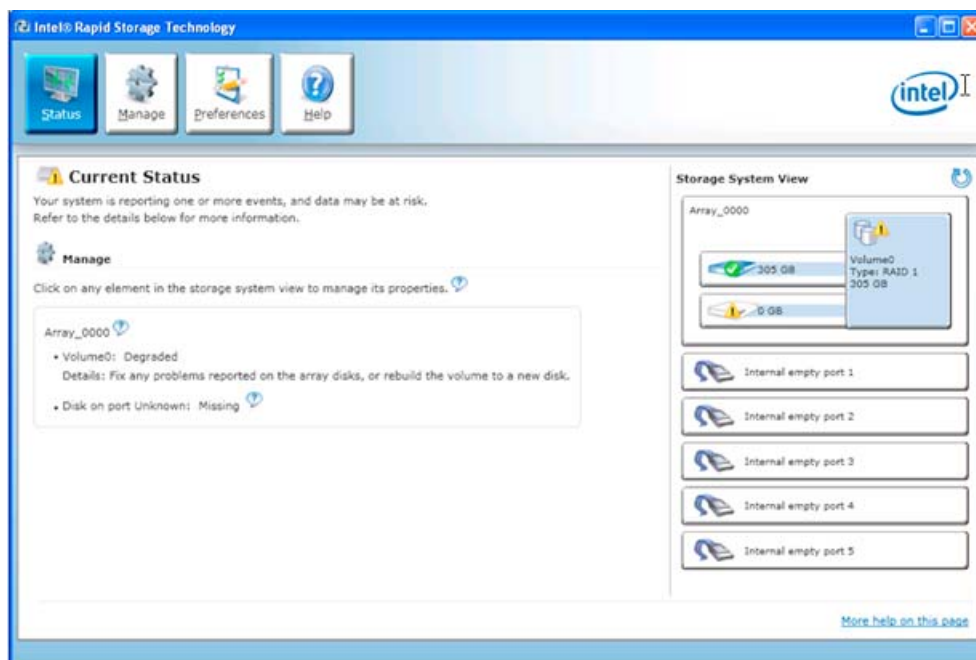 Intel® Rapid Storage Technology
Status
Manage
Preferences
Help
intel
Current Status
Your system is reporting one or more events, and data may be at risk.
Refer to the details below for more information.
Manage
Click on any element in the storage system view to manage its properties.
Array_0000
• Volume0: Degraded
Details: Fix any problems reported on the array disks, or rebuild the volume to a new disk.
• Disk on port Unknown: Missing
Storage System View
Array_0000
305 GB
0 GB
Volume0
Type: RAID 1
305 GB
Internal empty port 1
Internal empty port 2
Internal empty port 3
Internal empty port 4
Internal empty port 5
More help on this page